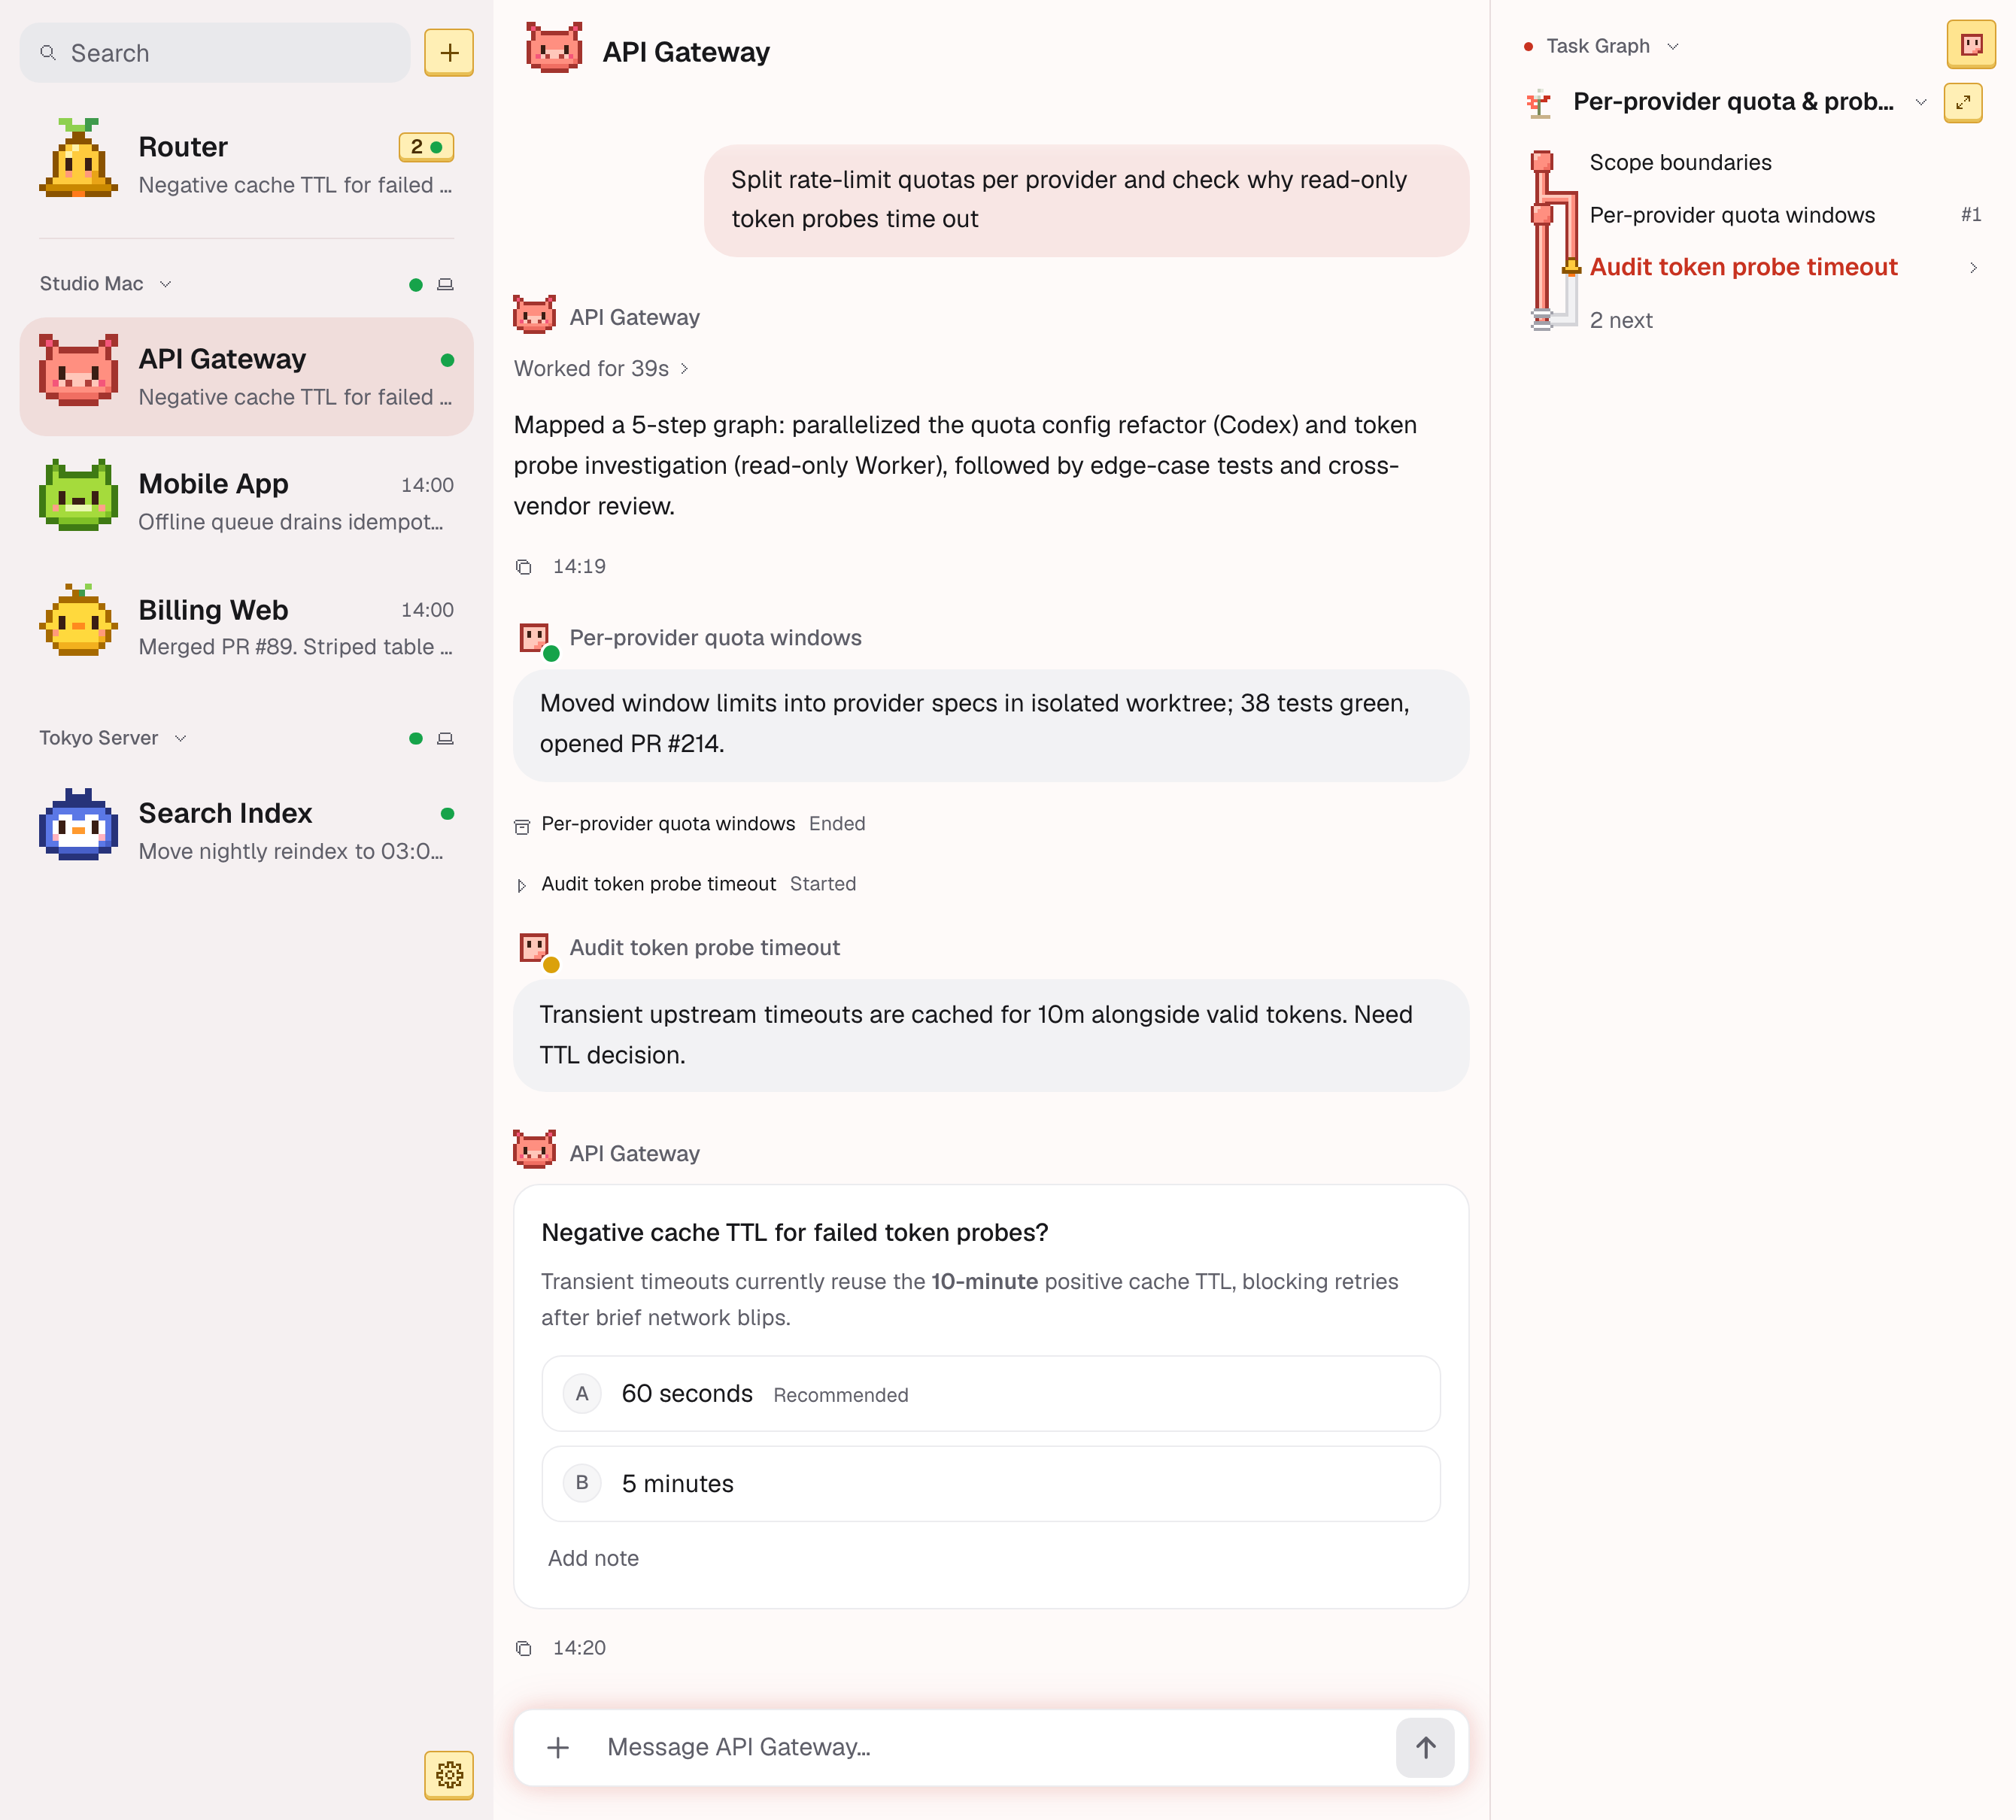 Search
Router
2
Negative cache TTL for failed ...
Studio Mac
API Gateway
Negative cache TTL for failed ...
Mobile App
14:00
Offline queue drains idempot...
Billing Web
14:00
Merged PR #89. Striped table ...
Tokyo Server
Search Index
Move nightly reindex to 03:0...
API Gateway
Split rate-limit quotas per provider and check why read-only
token probes time out
API Gateway
Worked for 39s
Mapped a 5-step graph: parallelized the quota config refactor (Codex) and token
probe investigation (read-only Worker), followed by edge-case tests and cross-
vendor review.
14:19
Per-provider quota windows
Moved window limits into provider specs in isolated worktree; 38 tests green,
opened PR #214.
Per-provider quota windows Ended
Audit token probe timeout Started
Audit token probe timeout
Transient upstream timeouts are cached for 10m alongside valid tokens. Need
TTL decision.
API Gateway
Negative cache TTL for failed token probes?
Transient timeouts currently reuse the 10-minute positive cache TTL, blocking retries
after brief network blips.
A 60 seconds Recommended
B 5 minutes
Add note
14:20
Message API Gateway...
Task Graph
Per-provider quota & prob...
Scope boundaries
Per-provider quota windows #1
Audit token probe timeout
2 next